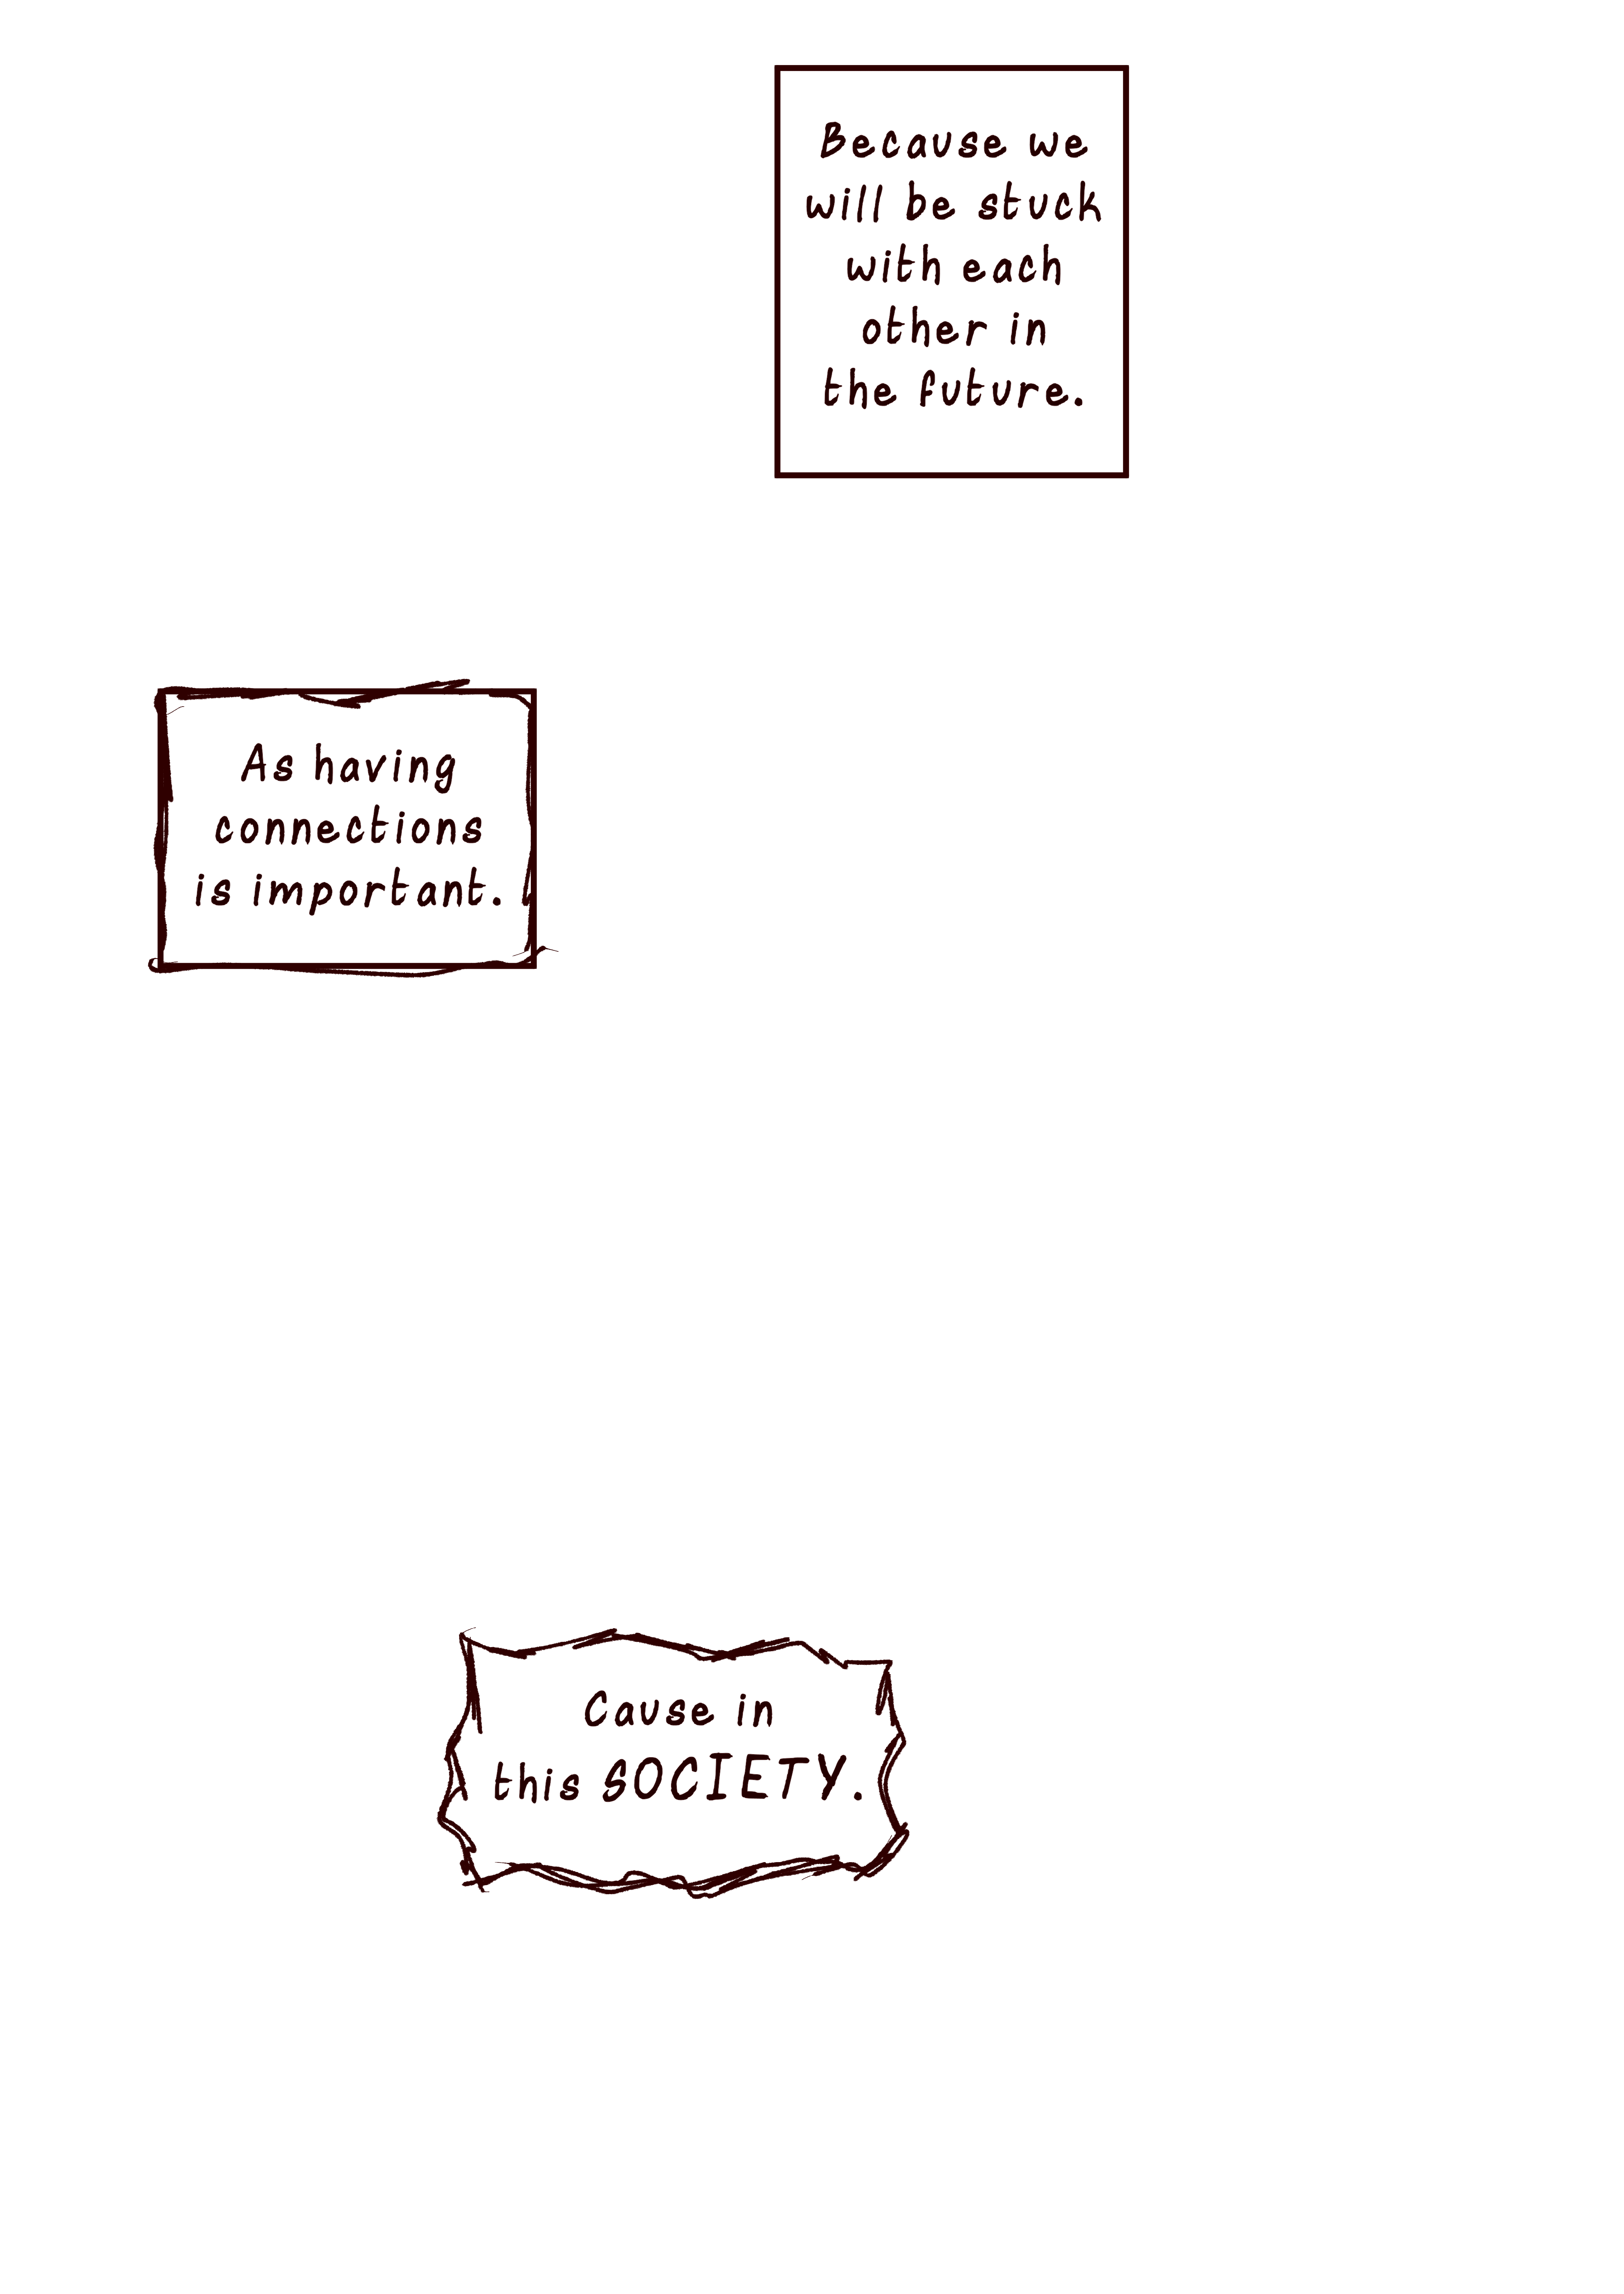 Because we
will be stuck
with each
other in
the future.
As having
connections
is important.
Cause in
this SOCIETY.